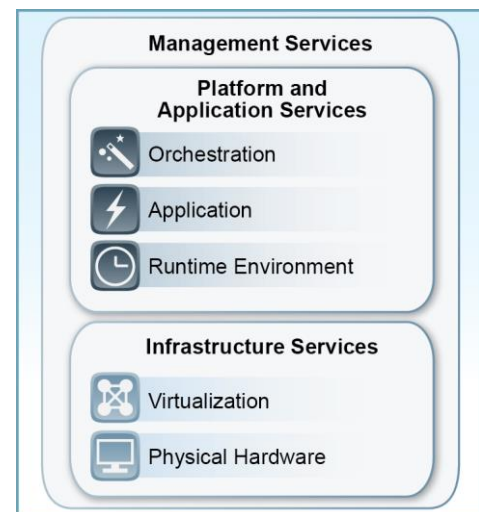 Management Services
Platform and
Application Services
Orchestration
Application
Runtime Environment
Infrastructure Services
Virtualization
Physical Hardware